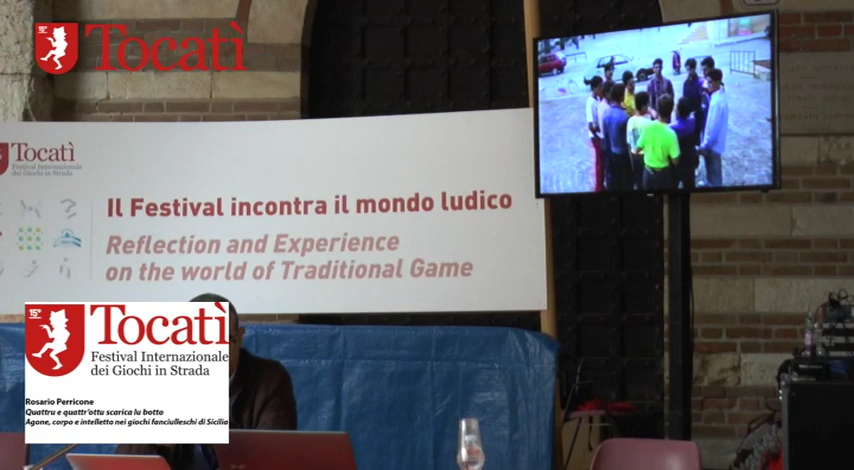 15°
Tocatì
Tocatì
Festival Internazionale
dei Giochi in Strada
Il Festival incontra il mondo ludico
Reflection and Experience
on the world of Traditional Game
15°
Tocatì
Festival Internazionale
dei Giochi in Strada
Rosario Perricone
Quattru e quattr'ottu scarica lu botto
Agone, corpo e intelletto nei giochi fanciulleschi di Sicilia